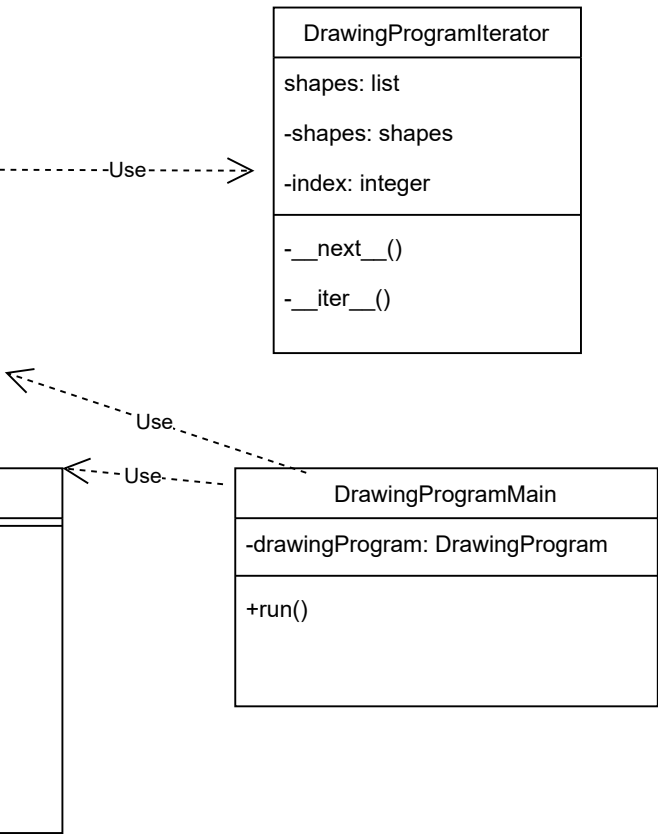 DrawingProgramIterator
shapes: list
-shapes: shapes
-index: integer
-__next__()
-__iter__()
Use
Use
Use
DrawingProgramMain
-drawingProgram: DrawingProgram
+run()